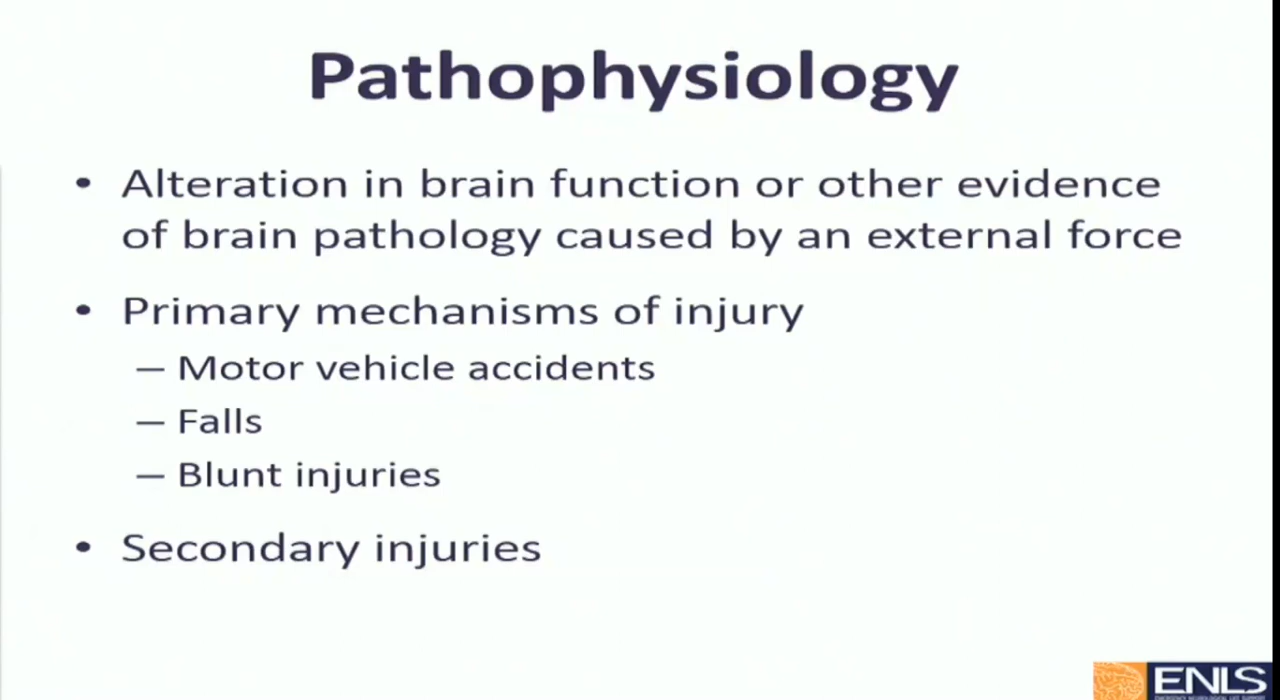 Pathophysiology
• Alteration in brain function or other evidence
of brain pathology caused by an external force
• Primary mechanisms of injury
— Motor vehicle accidents
— Falls
— Blunt injuries
• Secondary injuries
ENLS